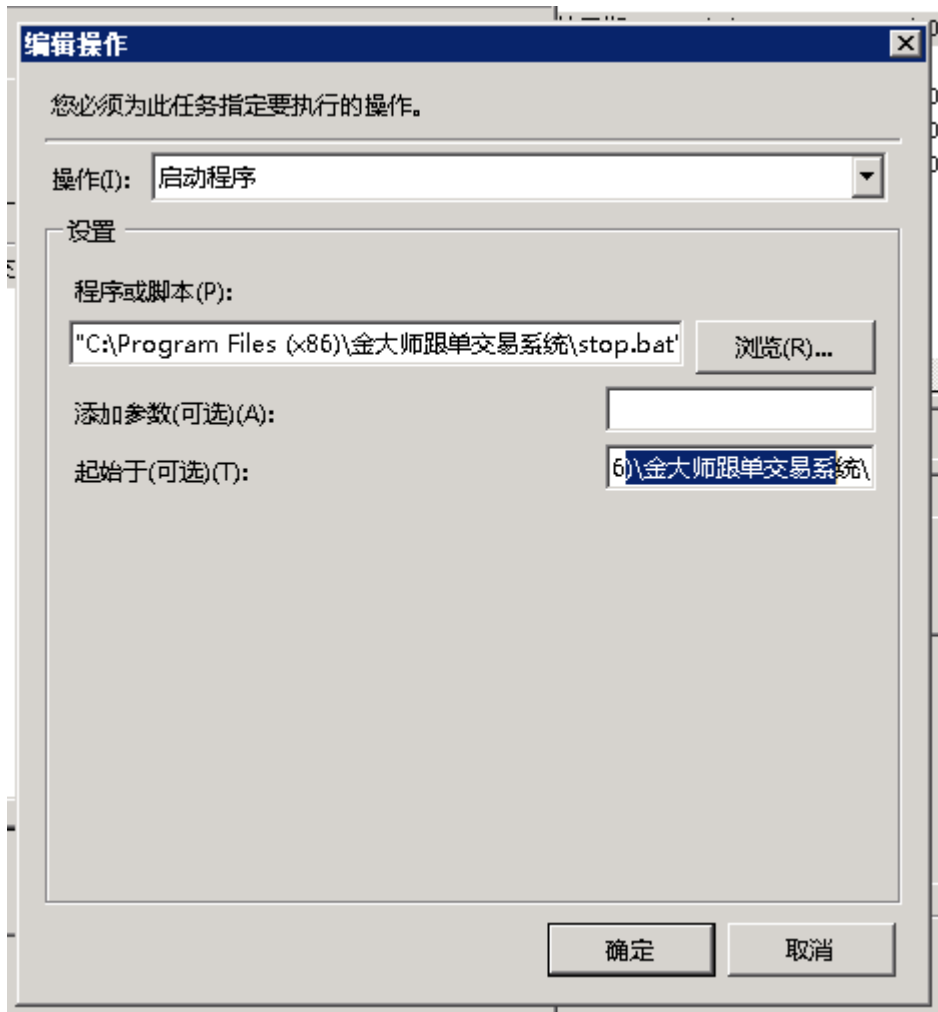 编辑操作
您必须为此任务指定要执行的操作。
操作(I): 启动程序
设置
程序或脚本(P):
"C:\Program Files (x86)\金大师跟单交易系统\stop.bat"
浏览(R)...
添加参数(可选)(A):
起始于(可选)(T): 6)\金大师跟单交易系统\
确定 取消